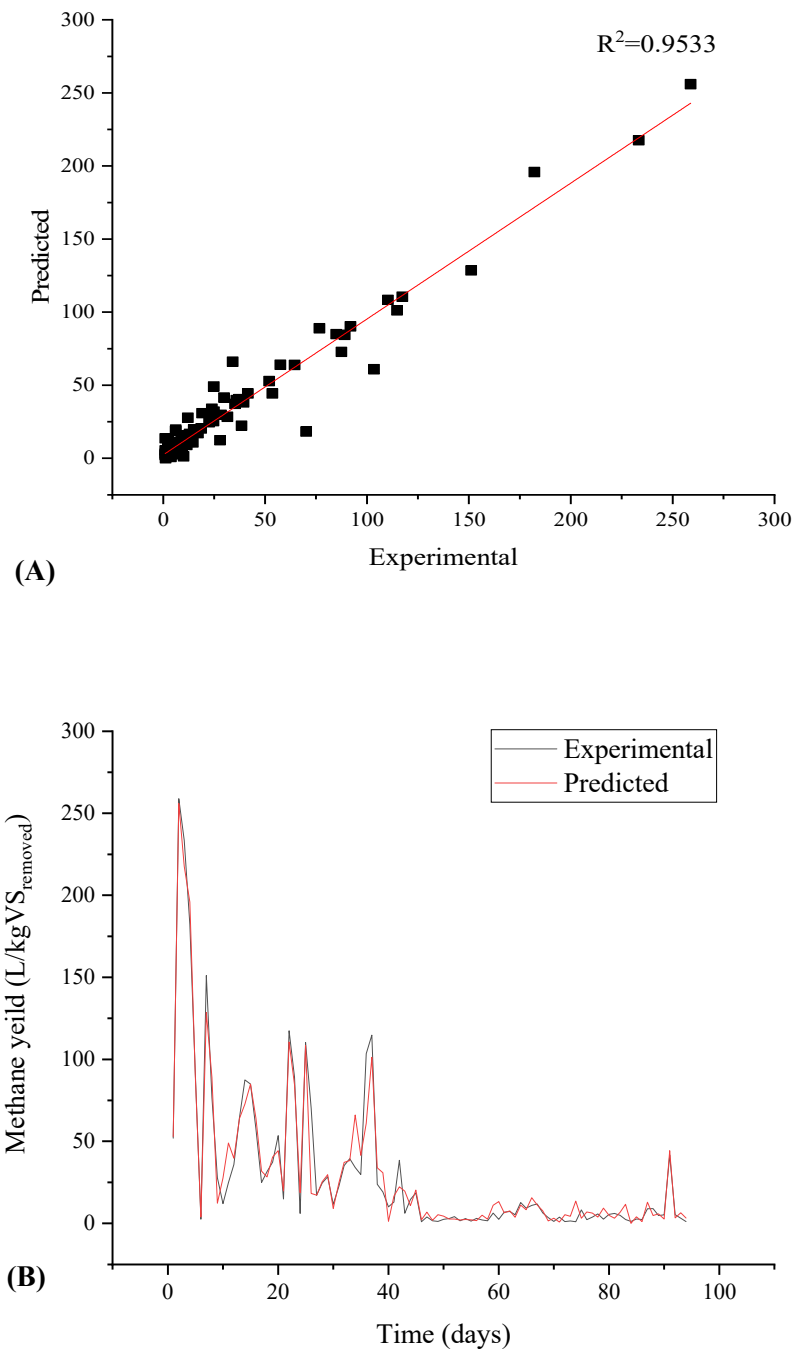 300
R²=0.9533
250
200
150
100
50
0
Predicted
0 50 100 150 200 250 300
Experimental
(A)
300
Experimental
Predicted
250
200
150
100
50
0
Methane yeild (L/kgVSremoved)
(B)
0 20 40 60 80 100
Time (days)